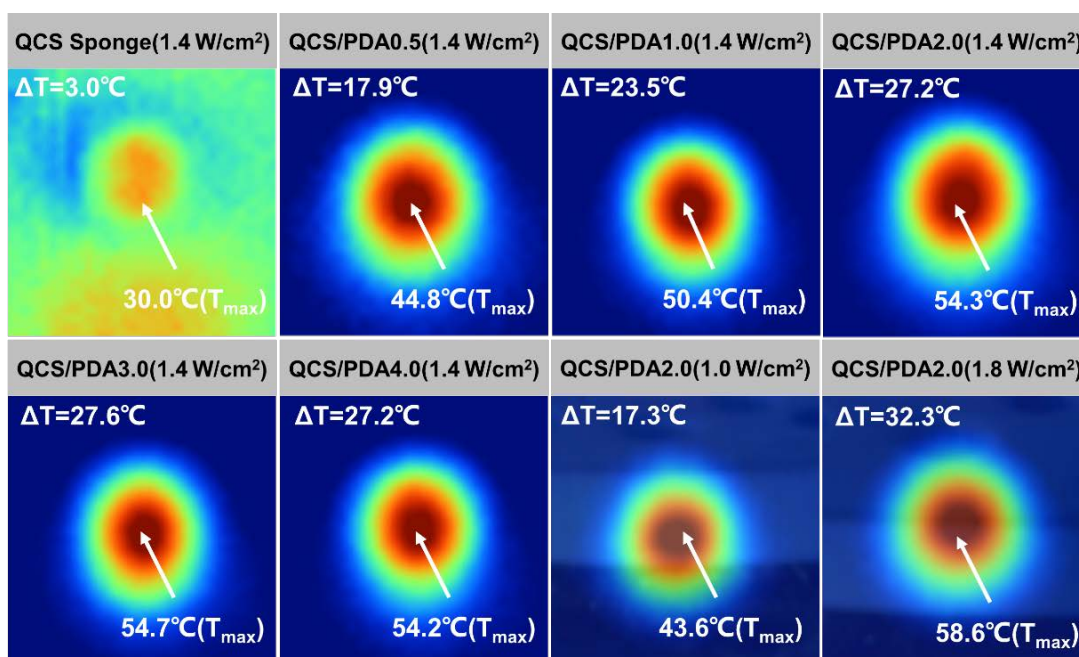 QCS Sponge(1.4 W/cm²)
QCS/PDA0.5(1.4 W/cm²)
QCS/PDA1.0(1.4 W/cm²)
QCS/PDA2.0(1.4 W/cm²)
ΔT=3.0℃
ΔT=17.9℃
ΔT=23.5℃
ΔT=27.2℃
30.0℃(Tmax)
44.8℃(Tmax)
50.4℃(Tmax)
54.3℃(Tmax)
QCS/PDA3.0(1.4 W/cm²)
QCS/PDA4.0(1.4 W/cm²)
QCS/PDA2.0(1.0 W/cm²)
QCS/PDA2.0(1.8 W/cm²)
ΔT=27.6℃
ΔT=27.2℃
ΔT=17.3℃
ΔT=32.3℃
54.7℃(Tmax)
54.2℃(Tmax)
43.6℃(Tmax)
58.6℃(Tmax)